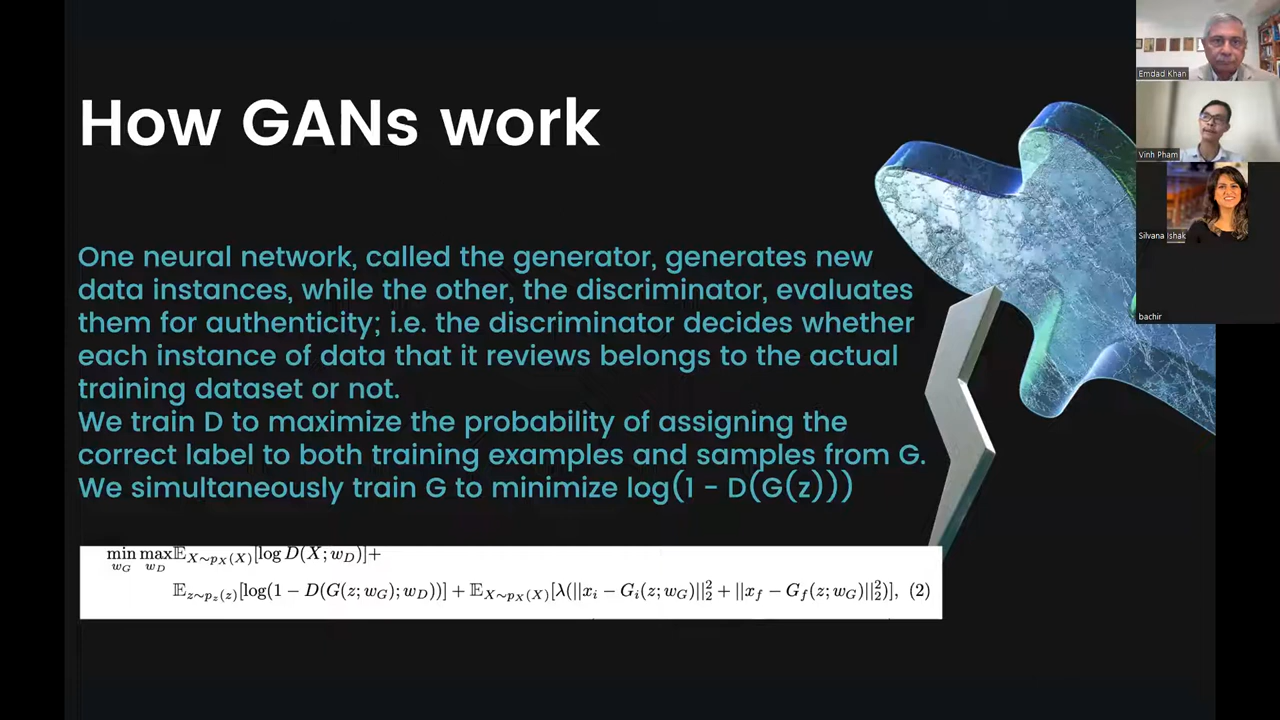 How GANs work
One neural network, called the generator, generates new
data instances, while the other, the discriminator, evaluates
them for authenticity; i.e. the discriminator decides whether
each instance of data that it reviews belongs to the actual
training dataset or not.
We train D to maximize the probability of assigning the
correct label to both training examples and samples from G.
We simultaneously train G to minimize log(1 - D(G(z)))
min_{w_G} max_{w_D} 𝔼_{X∼p_X(X)}[log D(X; w_D)]+
𝔼_{z∼p_z(z)}[log(1 − D(G(z; w_G); w_D))] + 𝔼_{X∼p_X(X)}[λ(||x_i − G_i(z; w_G)||_2^2 + ||x_f − G_f(z; w_G)||_2^2)], (2)
Emdad Khan
Vinh Pham
Silvana Ishak
bachir